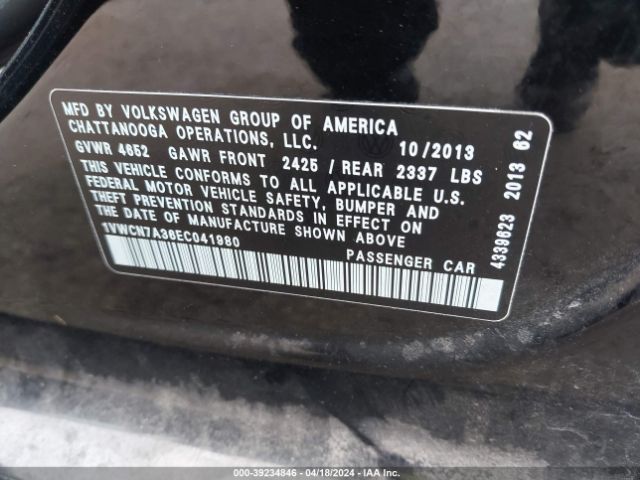 MFD BY VOLKSWAGEN GROUP OF AMERICA
CHATTANOOGA OPERATIONS, LLC. 10/2013
GVWR 4652 GAWR FRONT 2425 / REAR 2337 LBS
THIS VEHICLE CONFORMS TO ALL APPLICABLE U.S.
FEDERAL MOTOR VEHICLE SAFETY, BUMPER AND
THEFT PREVENTION STANDARDS IN EFFECT ON
THE DATE OF MANUFACTURE SHOWN ABOVE
1VWCN7A36EC041980
PASSENGER CAR
4339623 2013 62
000-39234846 - 04/18/2024 - IAA Inc.